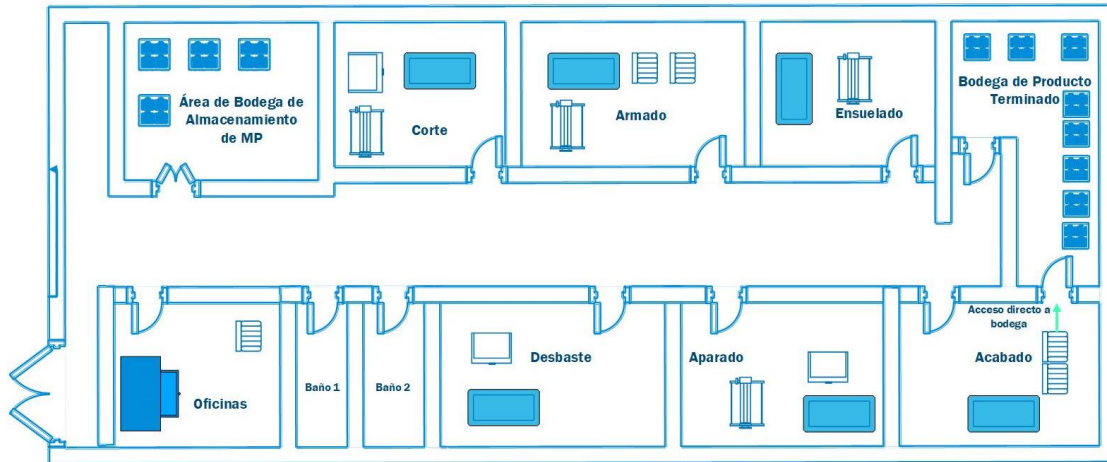 Área de Bodega de
Almacenamiento
de MP
Corte
Armado
Ensuelado
Bodega de Producto
Terminado
Oficinas
Baño 1
Baño 2
Desbaste
Aparado
Acceso directo a
bodega
Acabado